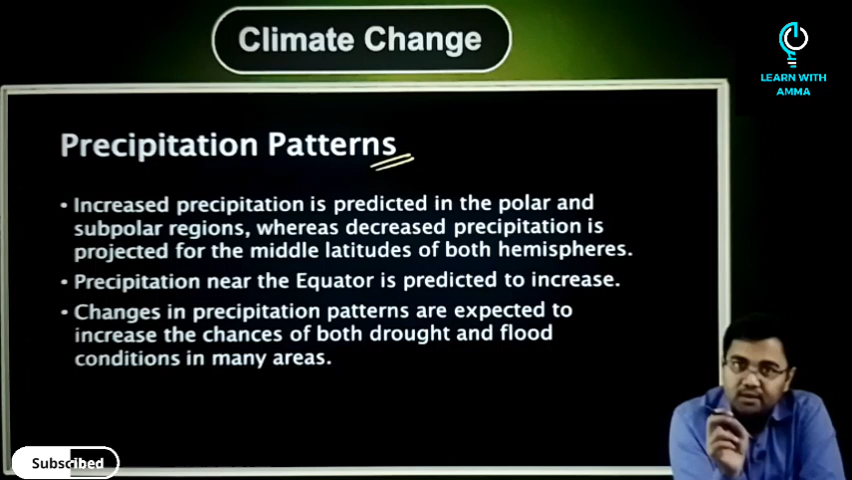 Climate Change
LEARN WITH
AMMA
Precipitation Patterns
• Increased precipitation is predicted in the polar and
subpolar regions, whereas decreased precipitation is
projected for the middle latitudes of both hemispheres.
• Precipitation near the Equator is predicted to increase.
• Changes in precipitation patterns are expected to
increase the chances of both drought and flood
conditions in many areas.
Subscribed